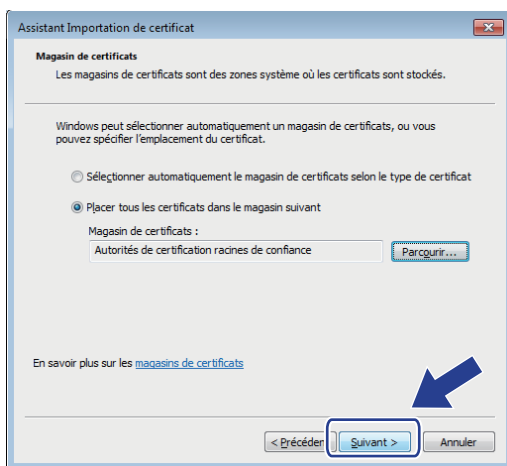 Assistant Importation de certificat
Magasin de certificats
Les magasins de certificats sont des zones système où les certificats sont stockés.
Windows peut sélectionner automatiquement un magasin de certificats, ou vous
pouvez spécifier l'emplacement du certificat.
Sélectionner automatiquement le magasin de certificats selon le type de certificat
Placer tous les certificats dans le magasin suivant
Magasin de certificats :
Autorités de certification racines de confiance
Parcourir...
En savoir plus sur les magasins de certificats
< Précéden
Suivant >
Annuler